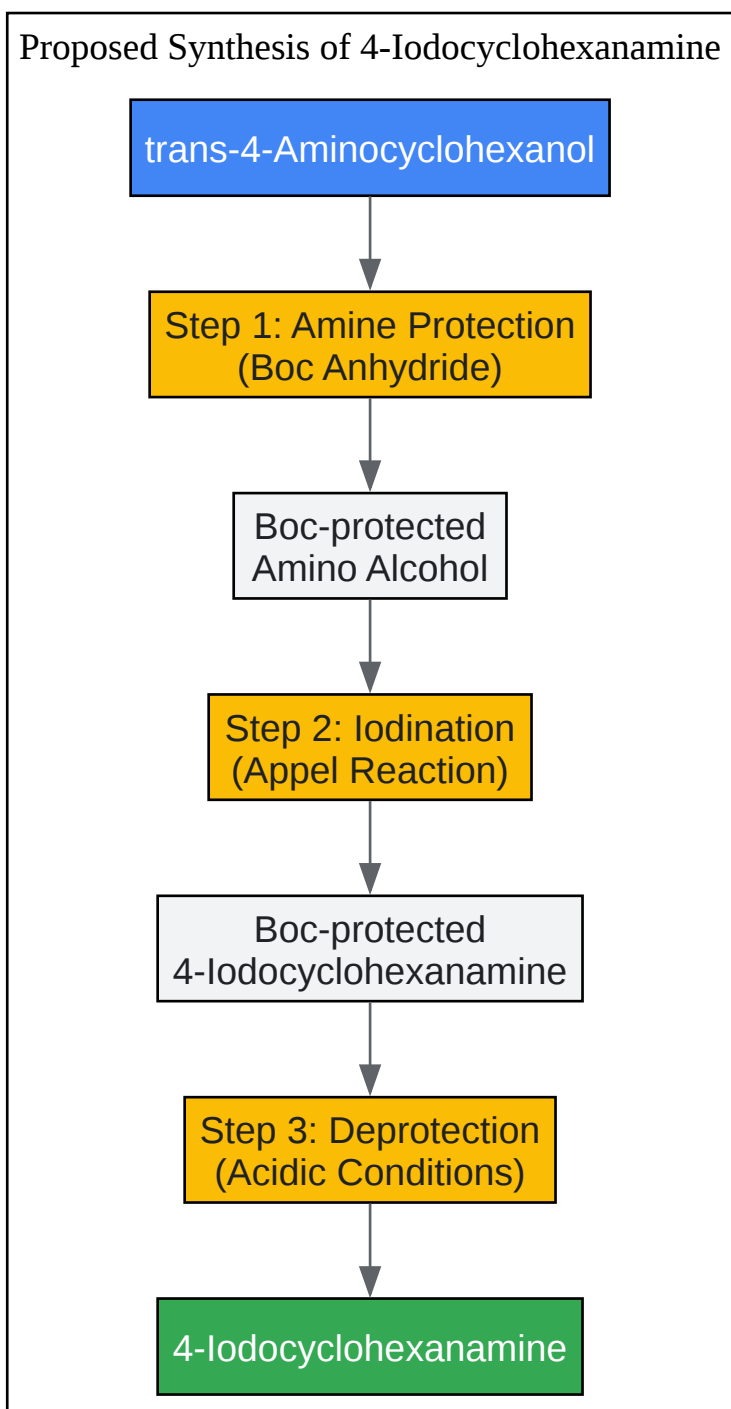 Proposed Synthesis of 4-Iodocyclohexanamine
trans-4-Aminocyclohexanol
Step 1: Amine Protection
(Boc Anhydride)
Boc-protected
Amino Alcohol
Step 2: Iodination
(Appel Reaction)
Boc-protected
4-Iodocyclohexanamine
Step 3: Deprotection
(Acidic Conditions)
4-Iodocyclohexanamine